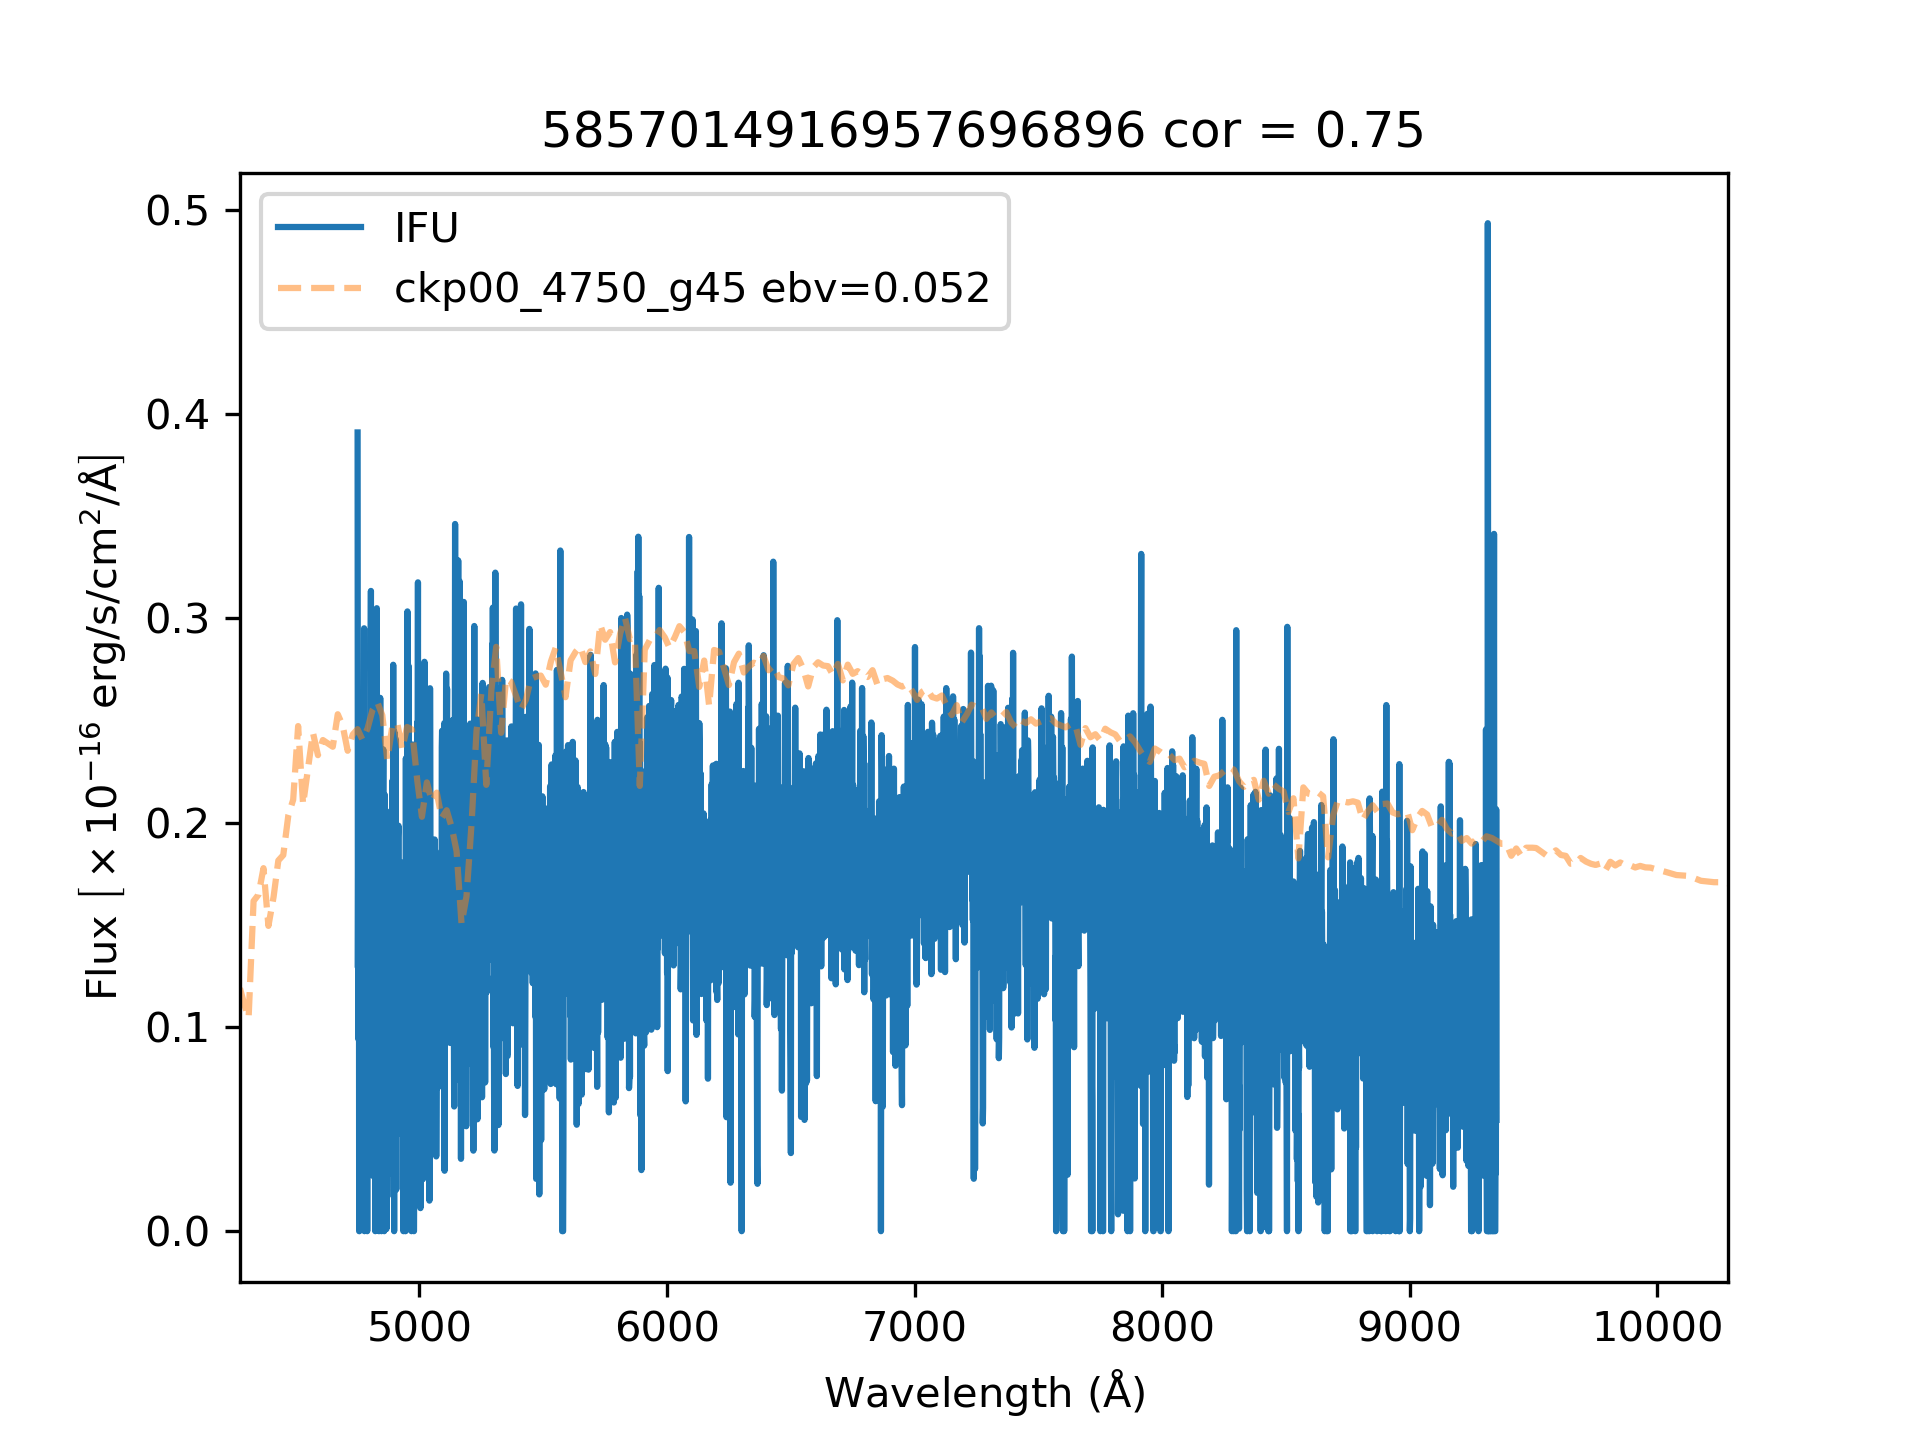 5857014916957696896 cor = 0.75
IFU
ckp00_4750_g45 ebv=0.052
0.5
0.4
0.3
0.2
0.1
0.0
Flux [ × 10⁻¹⁶ erg/s/cm²/Å]
5000 6000 7000 8000 9000 10000
Wavelength (Å)